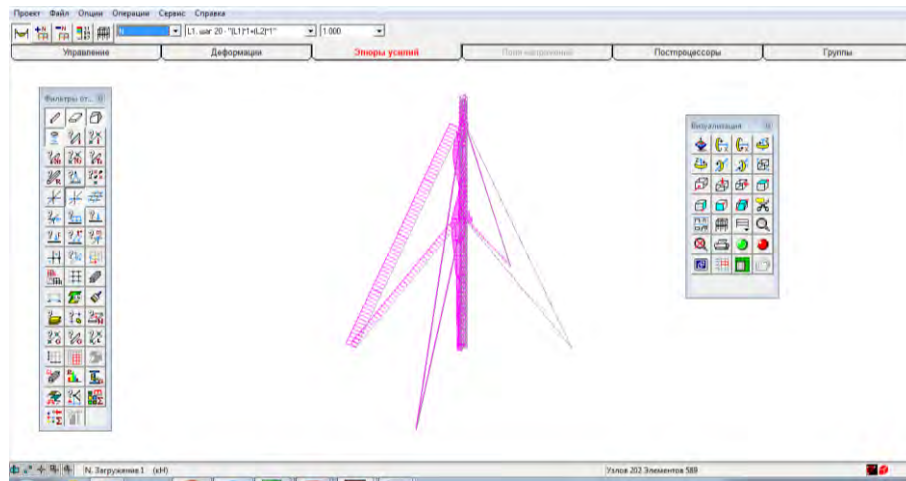 Проект Файл Опции Операции Сервис Справка
N L1. шаг 20 - "(L1)*1+(L2)*1" 1.000
Управление Деформации Эпюры усилий Поля напряжений Постпроцессоры Группы
Фильтры от...
Визуализация
N. Загружение 1 (кН) Узлов 202 Элементов 589